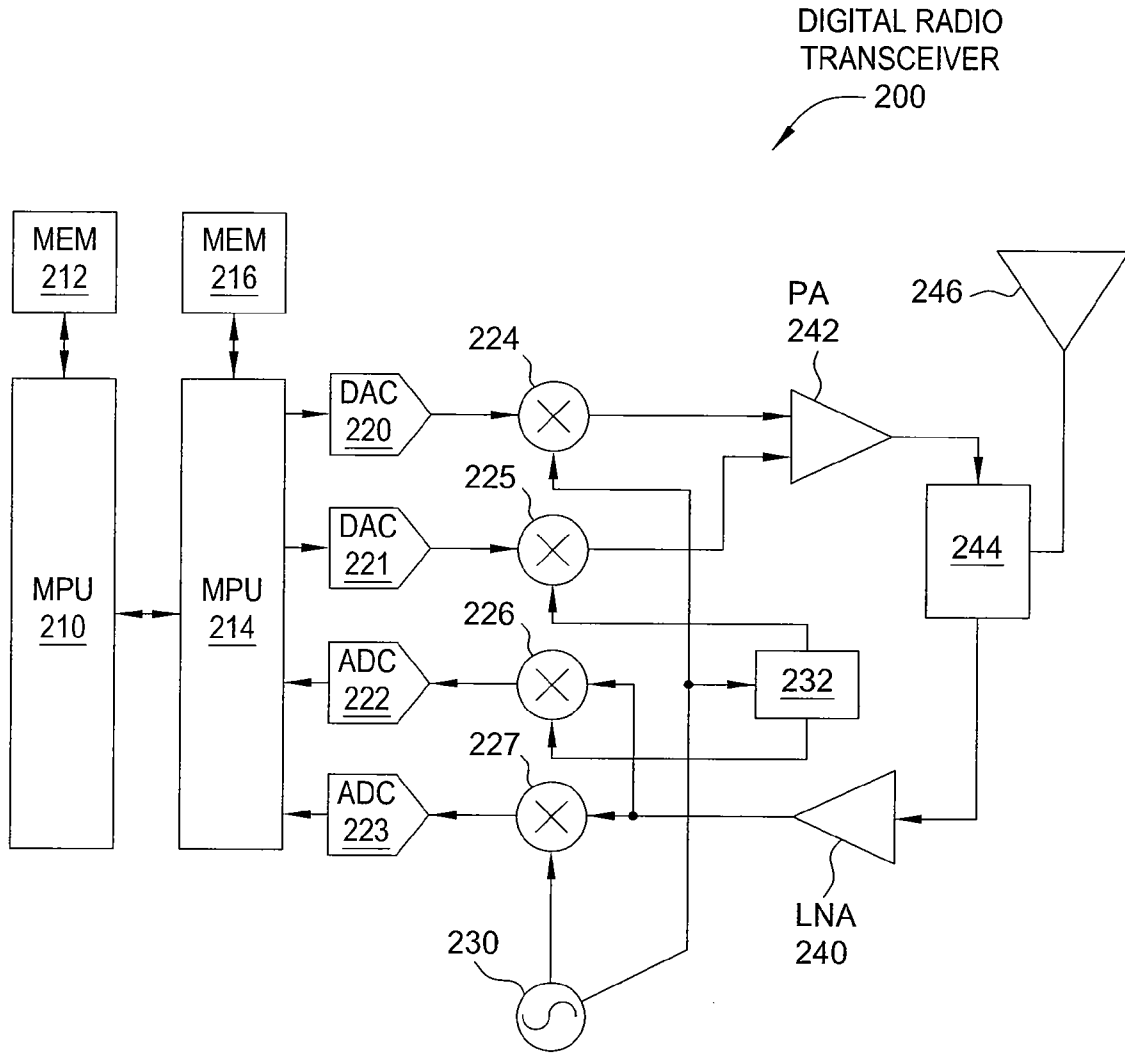 DIGITAL RADIO
TRANSCEIVER
200
MEM
212
MEM
216
246
PA
242
224
DAC
220
225
DAC
221
244
MPU
210
MPU
214
226
ADC
222
232
227
ADC
223
LNA
240
230